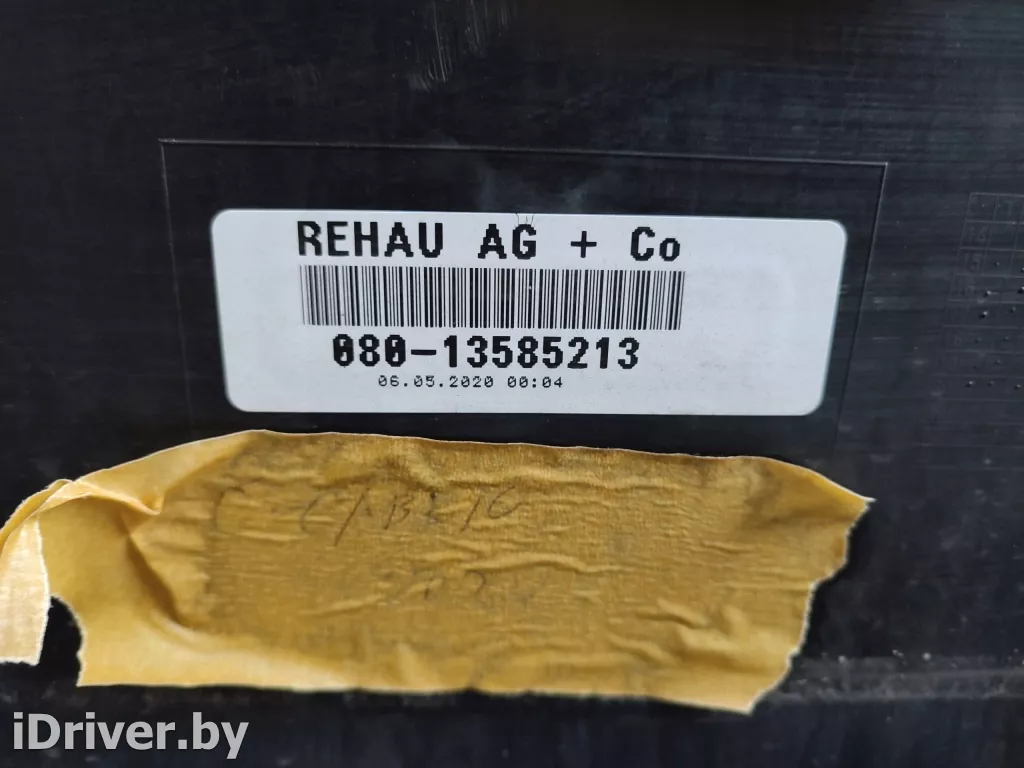 REHAU AG + Co
080-13585213
06.05.2020 00:04
iDriver.by